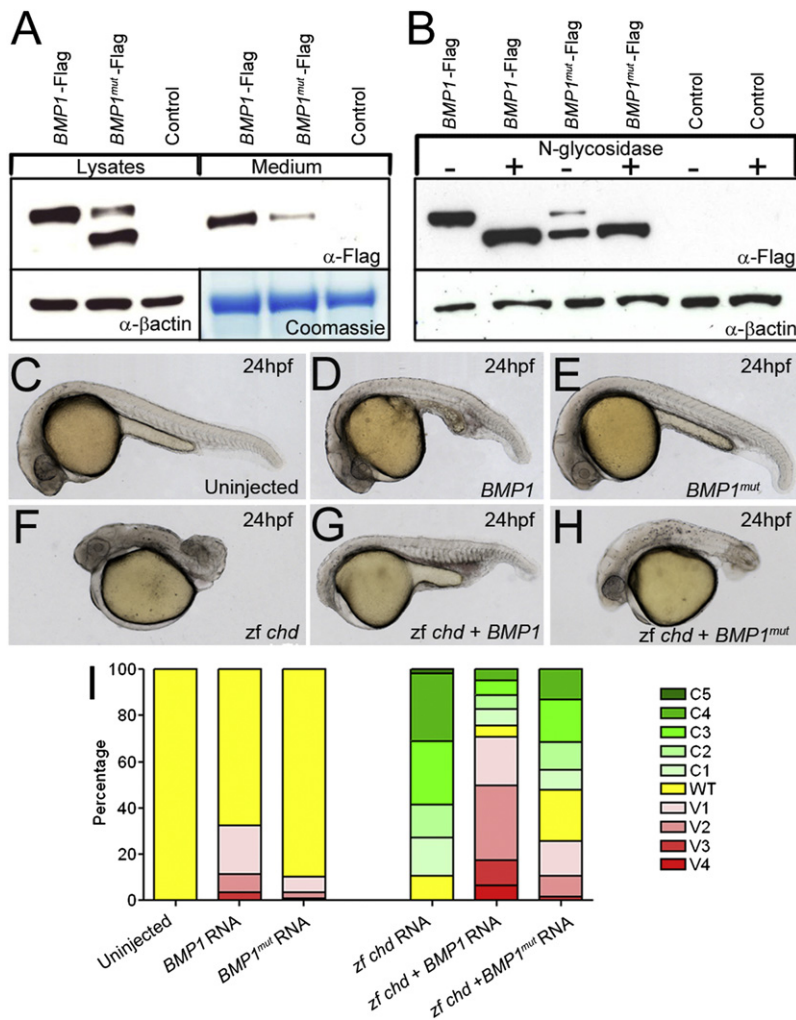 A
BMP1-Flag
BMP1mut-Flag
Control
BMP1-Flag
BMP1mut-Flag
Control
Lysates
Medium
α-Flag
α-βactin
Coomassie
B
BMP1-Flag
BMP1-Flag
BMP1mut-Flag
BMP1mut-Flag
Control
Control
N-glycosidase
- + - + - +
α-Flag
α-βactin
C
24hpf
Uninjected
D
24hpf
BMP1
E
24hpf
BMP1mut
F
24hpf
zf chd
G
24hpf
zf chd + BMP1
H
24hpf
zf chd + BMP1mut
I
Percentage
100
80
60
40
20
0
Uninjected
BMP1 RNA
BMP1mut RNA
zf chd RNA
zf chd + BMP1 RNA
zf chd +BMP1mut RNA
C5
C4
C3
C2
C1
WT
V1
V2
V3
V4